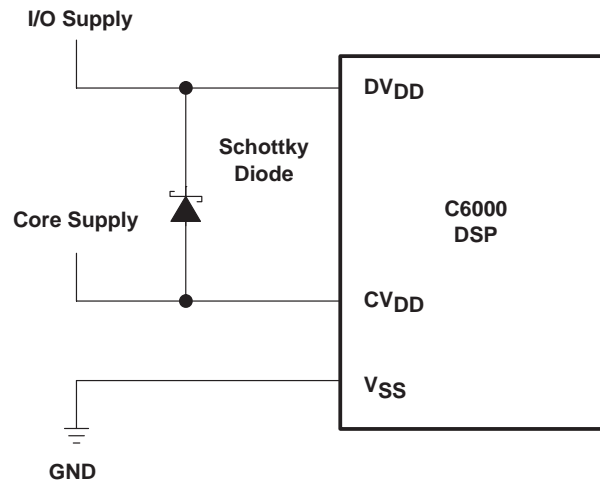 I/O Supply
DVDD
Schottky
Diode
C6000
DSP
Core Supply
CVDD
VSS
GND